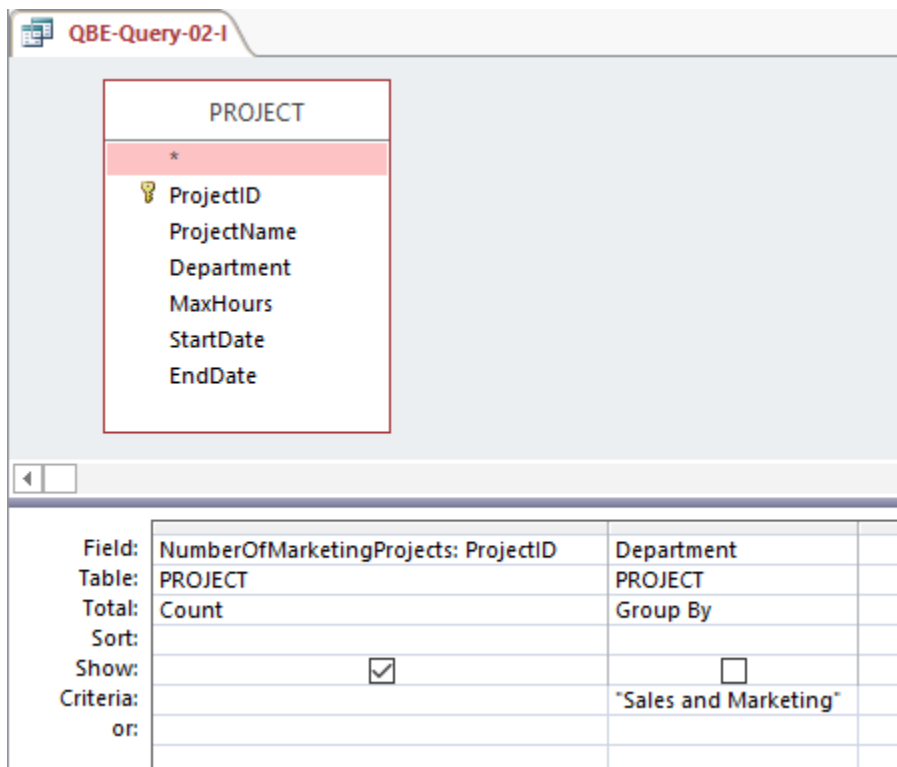 QBE-Query-02-I
PROJECT
*
ProjectID
ProjectName
Department
MaxHours
StartDate
EndDate
Field: NumberOfMarketingProjects: ProjectID Department
Table: PROJECT PROJECT
Total: Count Group By
Sort:
Show:
Criteria: "Sales and Marketing"
or: